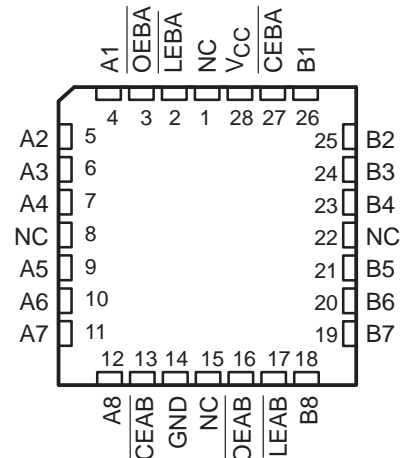 A1 OEBA LEBA NC VCC CEBA B1
4 3 2 1 28 27 26
A2 5 25 B2
A3 6 24 B3
A4 7 23 B4
NC 8 22 NC
A5 9 21 B5
A6 10 20 B6
A7 11 19 B7
12 13 14 15 16 17 18
A8 CEAB GND NC OEAB LEAB B8